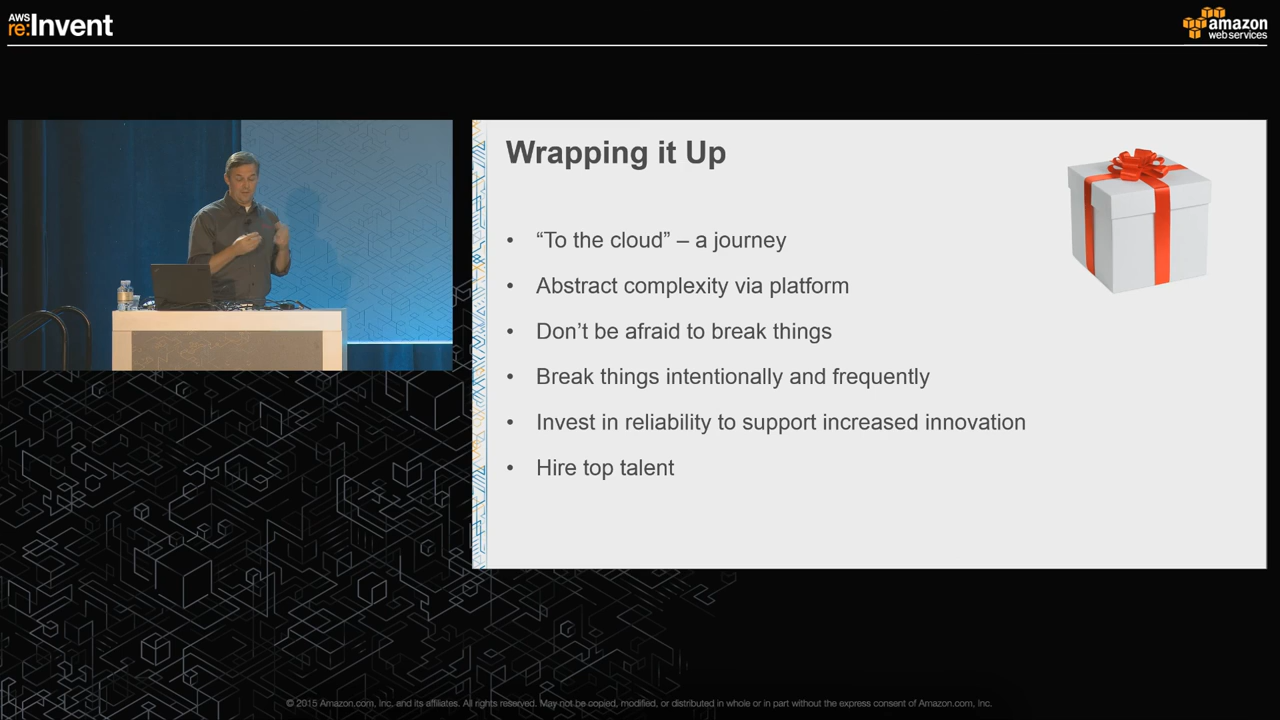 AWS
re:Invent
amazon
web services
Wrapping it Up
• “To the cloud” – a journey
• Abstract complexity via platform
• Don’t be afraid to break things
• Break things intentionally and frequently
• Invest in reliability to support increased innovation
• Hire top talent
© 2015 Amazon.com, Inc. and its affiliates. All rights reserved. May not be copied, modified, or distributed in whole or in part without the express consent of Amazon.com, Inc.